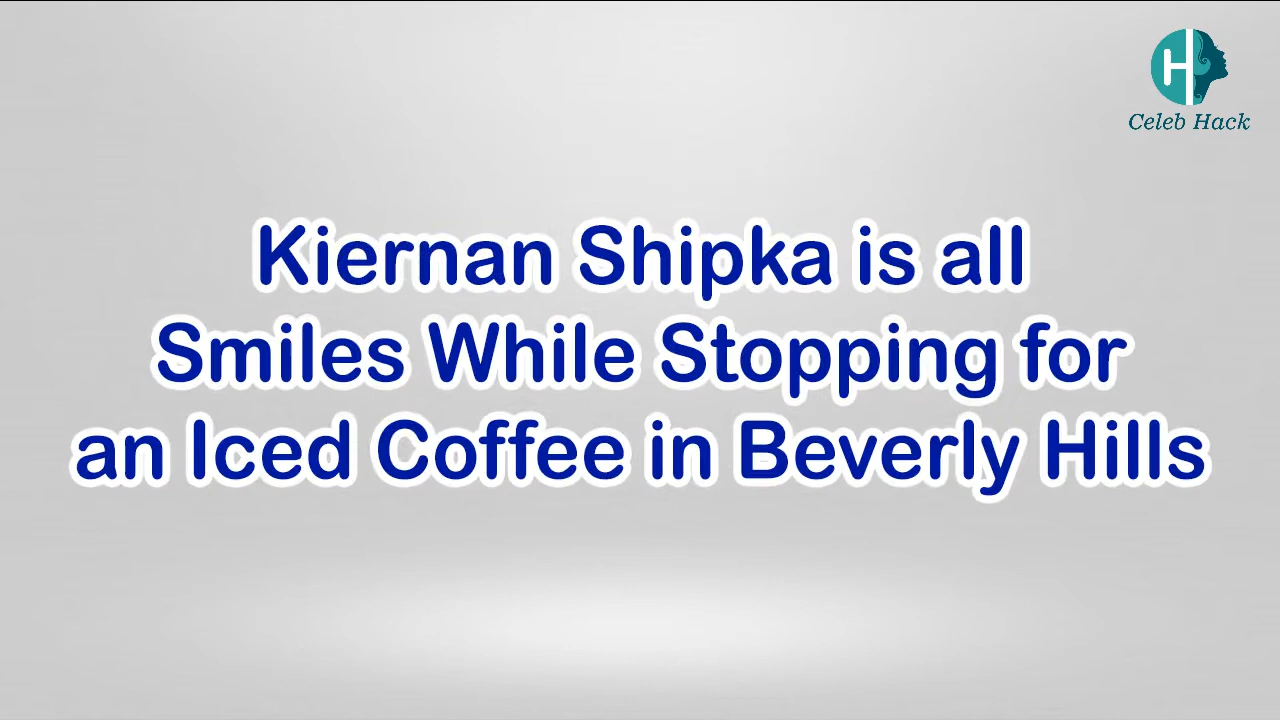 H
Celeb Hack
Kiernan Shipka is all
Smiles While Stopping for
an Iced Coffee in Beverly Hills